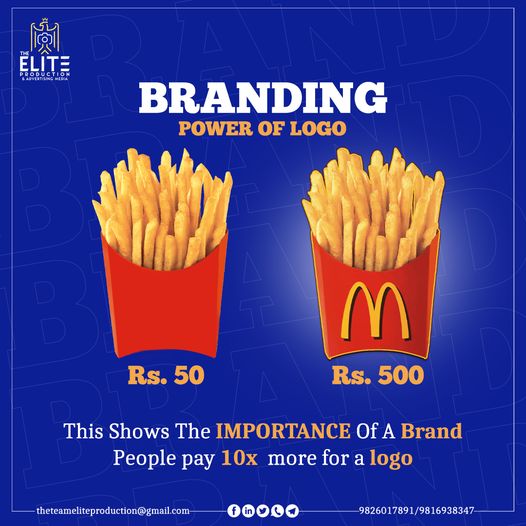 THE
ELITE
PRODUCTION
& ADVERTISING MEDIA
BRANDING
POWER OF LOGO
Rs. 50
Rs. 500
This Shows The IMPORTANCE Of A Brand
People pay 10x more for a logo
theteameliteproduction@gmail.com
9826017891/9816938347
BRAND